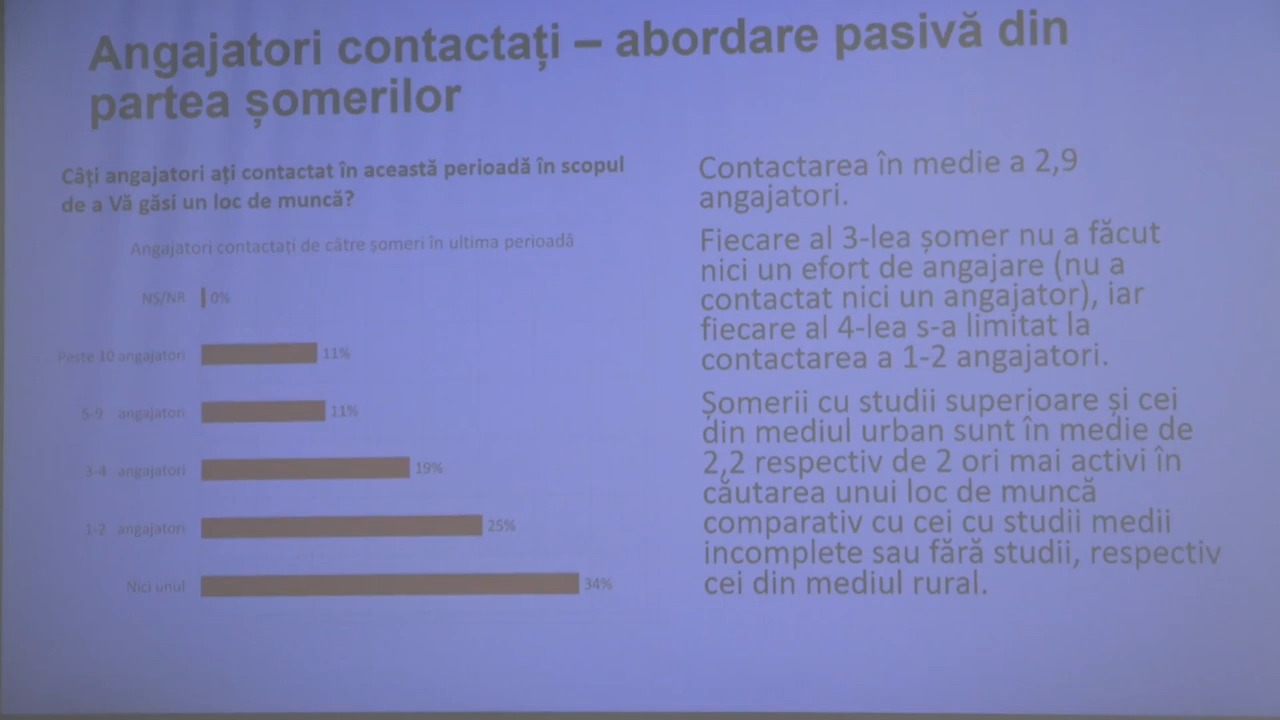 Angajatori contactați – abordare pasivă din
partea șomerilor
Câți angajatori ați contactat în această perioadă în scopul
de a Vă găsi un loc de muncă?
Angajatori contactați de către șomeri în ultima perioadă
NS/NR 0%
Peste 10 angajatori 11%
5-9 angajatori 11%
3-4 angajatori 19%
1-2 angajatori 25%
Nici unul 34%
Contactarea în medie a 2,9
angajatori.
Fiecare al 3-lea șomer nu a făcut
nici un efort de angajare (nu a
contactat nici un angajator), iar
fiecare al 4-lea s-a limitat la
contactarea a 1-2 angajatori.
Șomerii cu studii superioare și cei
din mediul urban sunt în medie de
2,2 respectiv de 2 ori mai activi în
căutarea unui loc de muncă
comparativ cu cei cu studii medii
incomplete sau fără studii, respectiv
cei din mediul rural.